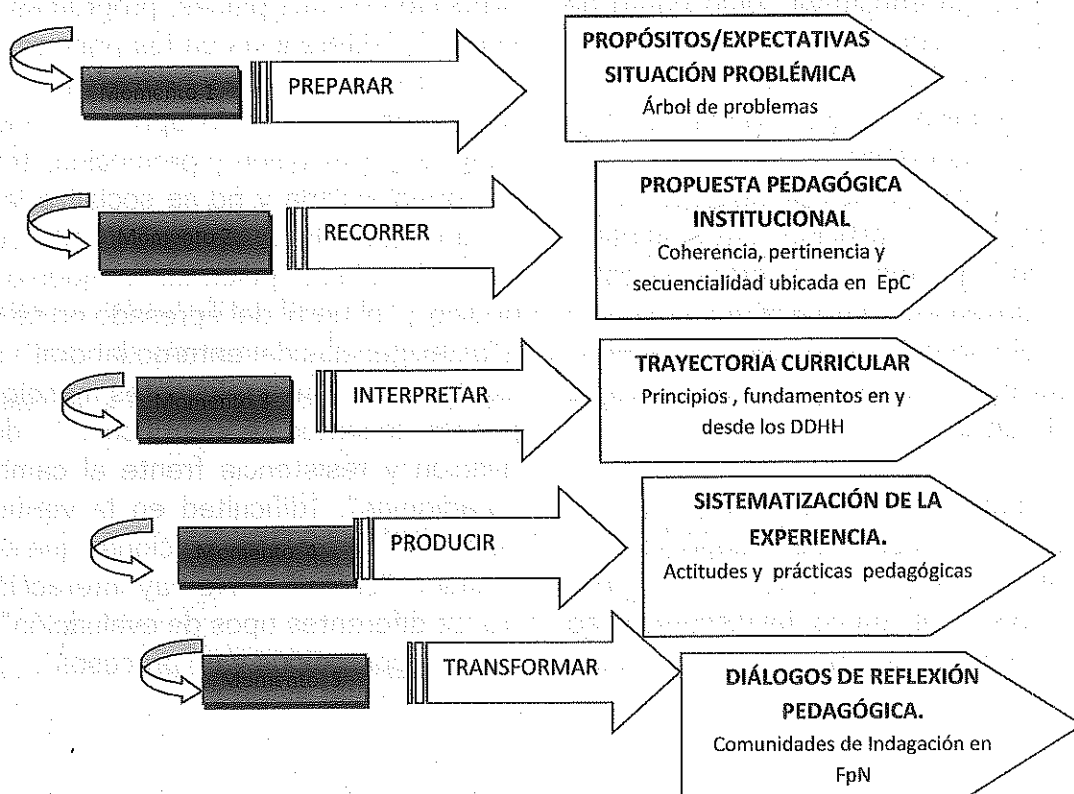 PREPARAR
PROPÓSITOS/EXPECTATIVAS
SITUACIÓN PROBLÉMICA
Árbol de problemas
RECORRER
PROPUESTA PEDAGÓGICA
INSTITUCIONAL
Coherencia, pertinencia y
secuencialidad ubicada en EpC
INTERPRETAR
TRAYECTORIA CURRICULAR
Principios , fundamentos en y
desde los DDHH
PRODUCIR
SISTEMATIZACIÓN DE LA
EXPERIENCIA.
Actitudes y prácticas pedagógicas
TRANSFORMAR
DIÁLOGOS DE REFLEXIÓN
PEDAGÓGICA.
Comunidades de Indagación en
FpN